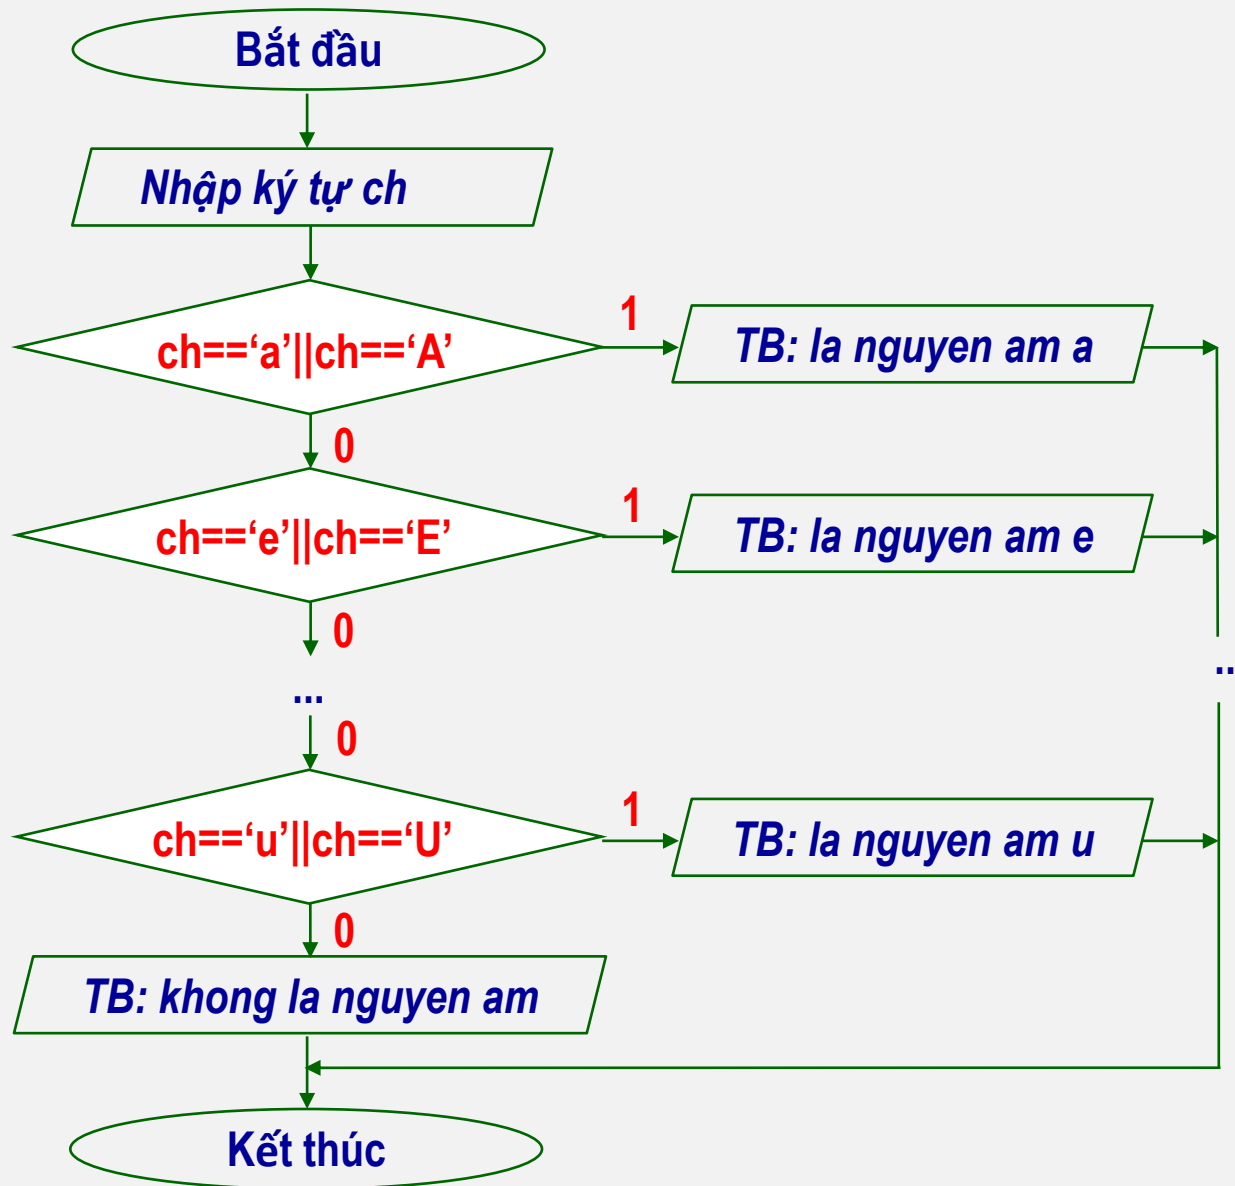 Bắt đầu
Nhập ký tự ch
ch==‘a’||ch==‘A’
1
TB: la nguyen am a
0
ch==‘e’||ch==‘E’
1
TB: la nguyen am e
0
...
..
0
ch==‘u’||ch==‘U’
1
TB: la nguyen am u
0
TB: khong la nguyen am
Kết thúc